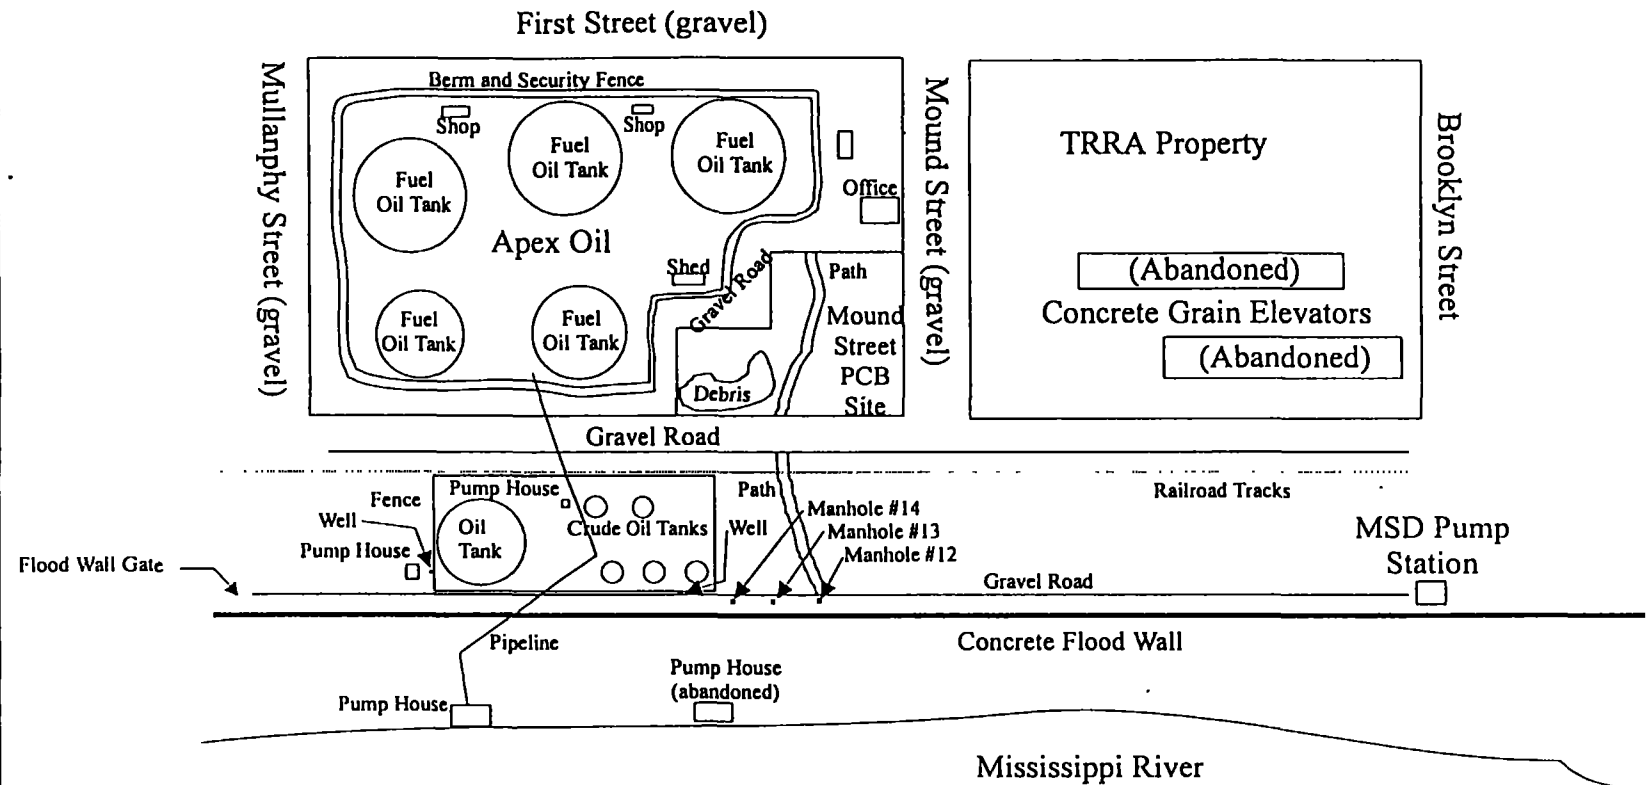 First Street (gravel)
Mullanphy Street (gravel)
Berm and Security Fence
Shop
Shop
Fuel
Oil Tank
Fuel
Oil Tank
Fuel
Oil Tank
Apex Oil
Office
Shed
Gravel Road
Fuel
Oil Tank
Fuel
Oil Tank
Path
Mound
Street
PCB
Site
Debris
Mound Street (gravel)
TRRA Property
(Abandoned)
Concrete Grain Elevators
(Abandoned)
Brooklyn Street
Gravel Road
Railroad Tracks
Fence
Pump House
Path
Well
Oil
Tank
Crude Oil Tanks
Well
Manhole #14
Manhole #13
Manhole #12
Pump House
Flood Wall Gate
Gravel Road
MSD Pump
Station
Pipeline
Concrete Flood Wall
Pump House
(abandoned)
Pump House
Mississippi River